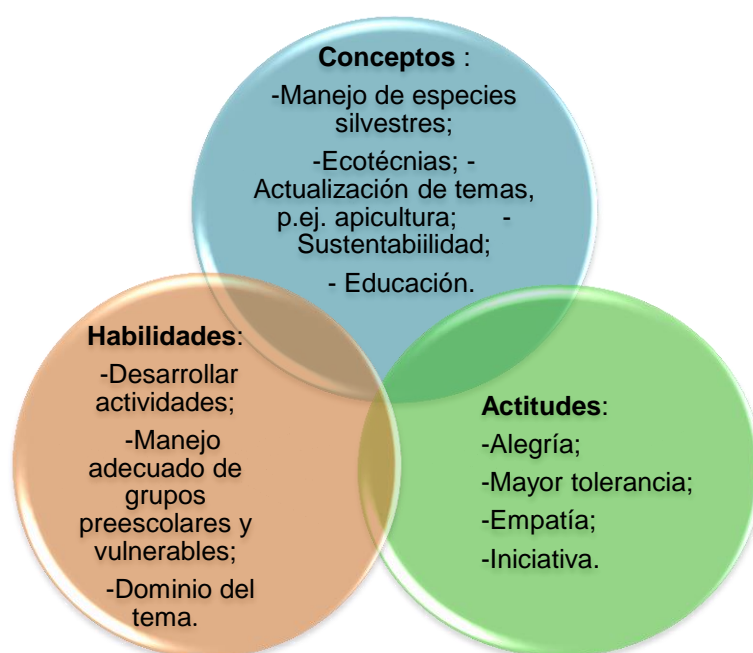 Conceptos :
-Manejo de especies
silvestres;
-Ecotécnias; -
Actualización de temas,
p.ej. apicultura; -
Sustentabiilidad;
- Educación.
Habilidades:
-Desarrollar
actividades;
-Manejo
adecuado de
grupos
preescolares y
vulnerables;
-Dominio del
tema.
Actitudes:
-Alegría;
-Mayor tolerancia;
-Empatía;
-Iniciativa.